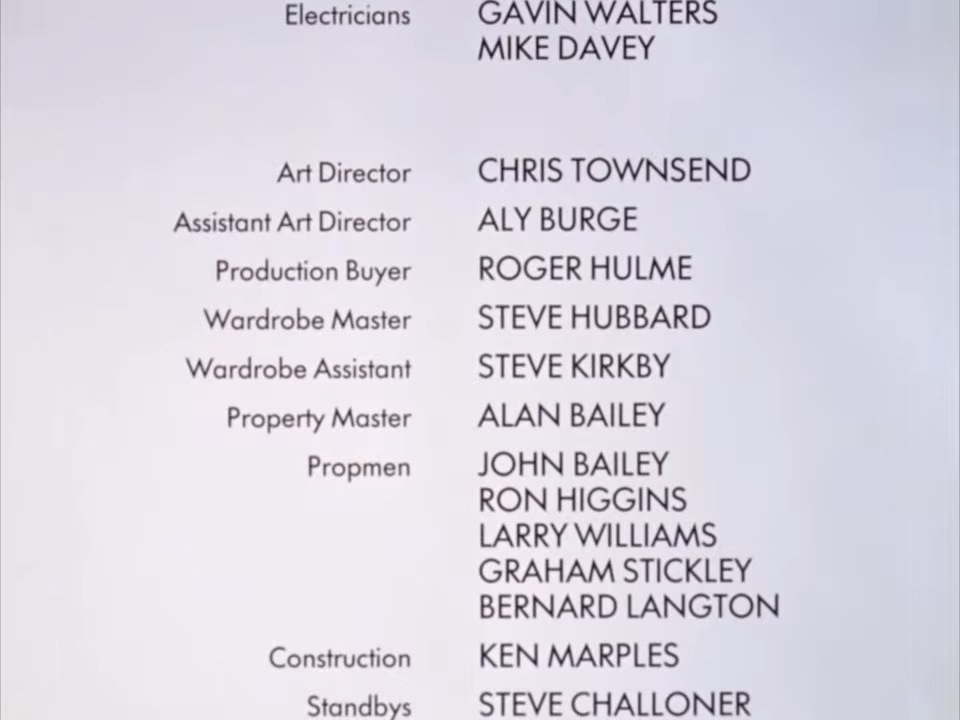 Electricians GAVIN WALTERS
MIKE DAVEY
Art Director CHRIS TOWNSEND
Assistant Art Director ALY BURGE
Production Buyer ROGER HULME
Wardrobe Master STEVE HUBBARD
Wardrobe Assistant STEVE KIRKBY
Property Master ALAN BAILEY
Propmen JOHN BAILEY
RON HIGGINS
LARRY WILLIAMS
GRAHAM STICKLEY
BERNARD LANGTON
Construction KEN MARPLES
Standbys STEVE CHALLONER